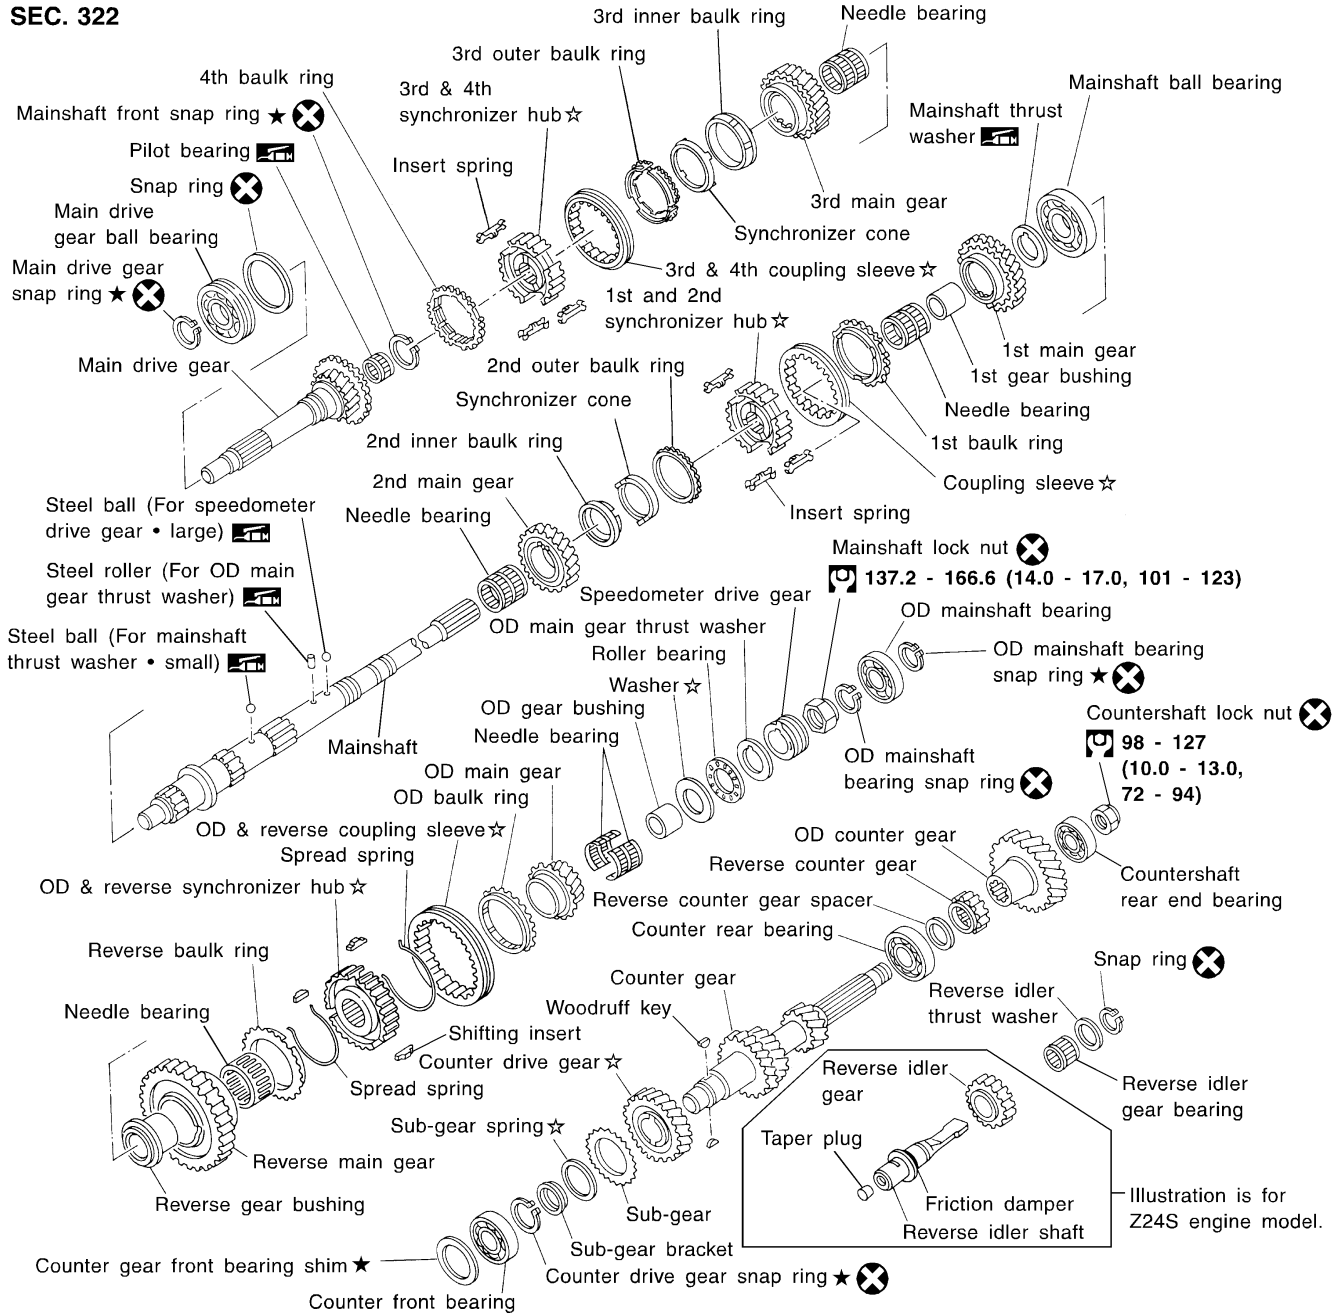 SEC. 322
3rd inner baulk ring
Needle bearing
3rd outer baulk ring
4th baulk ring
3rd & 4th
synchronizer hub ☆
Mainshaft ball bearing
Mainshaft front snap ring ★
Mainshaft thrust
washer
Pilot bearing
Insert spring
Snap ring
3rd main gear
Main drive
gear ball bearing
Synchronizer cone
Main drive gear
snap ring ★
3rd & 4th coupling sleeve ☆
1st and 2nd
synchronizer hub ☆
Main drive gear
2nd outer baulk ring
1st main gear
1st gear bushing
Synchronizer cone
Needle bearing
2nd inner baulk ring
1st baulk ring
2nd main gear
Coupling sleeve ☆
Needle bearing
Insert spring
Steel ball (For speedometer
drive gear • large)
Mainshaft lock nut
137.2 - 166.6 (14.0 - 17.0, 101 - 123)
Steel roller (For OD main
gear thrust washer)
Speedometer drive gear
OD mainshaft bearing
OD main gear thrust washer
Steel ball (For mainshaft
thrust washer • small)
Roller bearing
OD mainshaft bearing
snap ring ★
Washer ☆
OD gear bushing
Countershaft lock nut
98 - 127
(10.0 - 13.0,
72 - 94)
Needle bearing
Mainshaft
OD mainshaft
bearing snap ring
OD main gear
OD baulk ring
OD & reverse coupling sleeve ☆
Spread spring
OD counter gear
Reverse counter gear
OD & reverse synchronizer hub ☆
Countershaft
rear end bearing
Reverse counter gear spacer
Counter rear bearing
Reverse baulk ring
Snap ring
Counter gear
Reverse idler
thrust washer
Needle bearing
Woodruff key
Shifting insert
Counter drive gear ☆
Reverse idler
gear
Reverse idler
gear bearing
Spread spring
Sub-gear spring ☆
Taper plug
Reverse main gear
Reverse gear bushing
Friction damper
Illustration is for
Z24S engine model.
Sub-gear
Reverse idler shaft
Sub-gear bracket
Counter gear front bearing shim ★
Counter drive gear snap ring ★
Counter front bearing